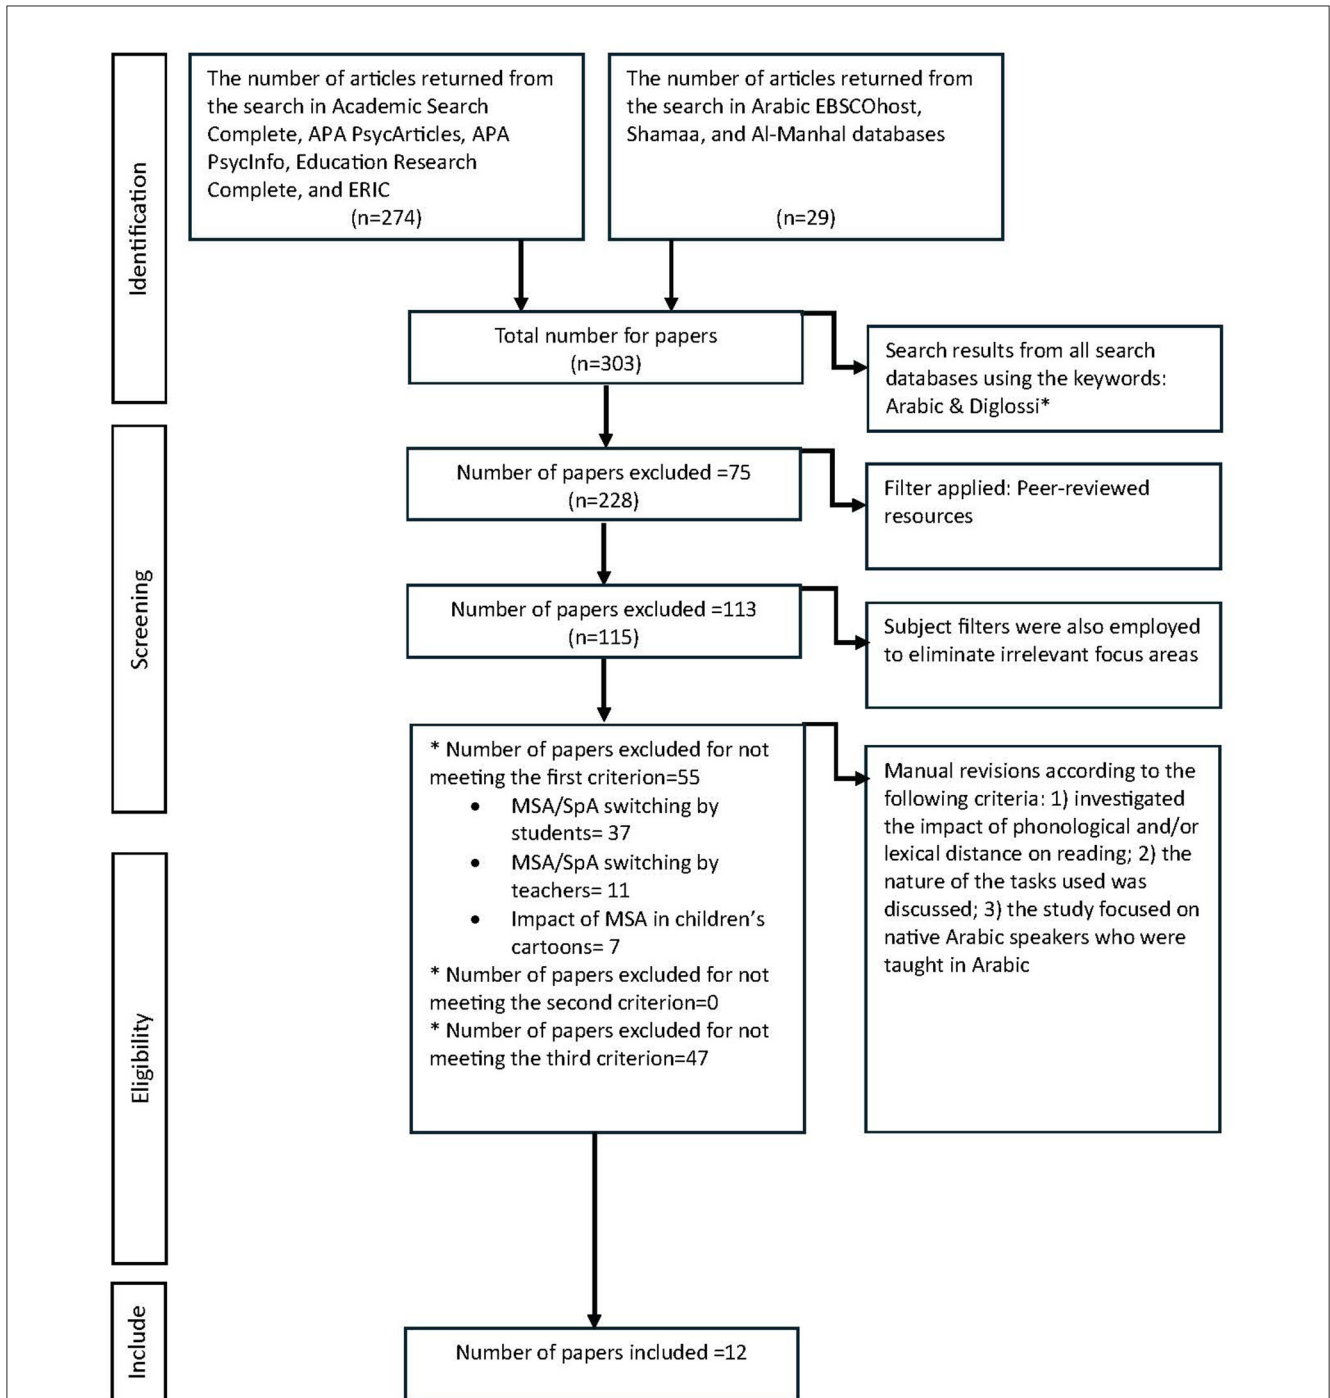 Identification
The number of articles returned from
the search in Academic Search
Complete, APA PsycArticles, APA
PsycInfo, Education Research
Complete, and ERIC
(n=274)
The number of articles returned from
the search in Arabic EBSCOhost,
Shamaa, and Al-Manhal databases
(n=29)
Total number for papers
(n=303)
Search results from all search
databases using the keywords:
Arabic & Diglossi*
Screening
Number of papers excluded =75
(n=228)
Filter applied: Peer-reviewed
resources
Number of papers excluded =113
(n=115)
Subject filters were also employed
to eliminate irrelevant focus areas
Eligibility
* Number of papers excluded for not
meeting the first criterion=55
• MSA/SpA switching by
students= 37
• MSA/SpA switching by
teachers= 11
• Impact of MSA in children’s
cartoons= 7
* Number of papers excluded for not
meeting the second criterion=0
* Number of papers excluded for not
meeting the third criterion=47
Manual revisions according to the
following criteria: 1) investigated
the impact of phonological and/or
lexical distance on reading; 2) the
nature of the tasks used was
discussed; 3) the study focused on
native Arabic speakers who were
taught in Arabic
Include
Number of papers included =12